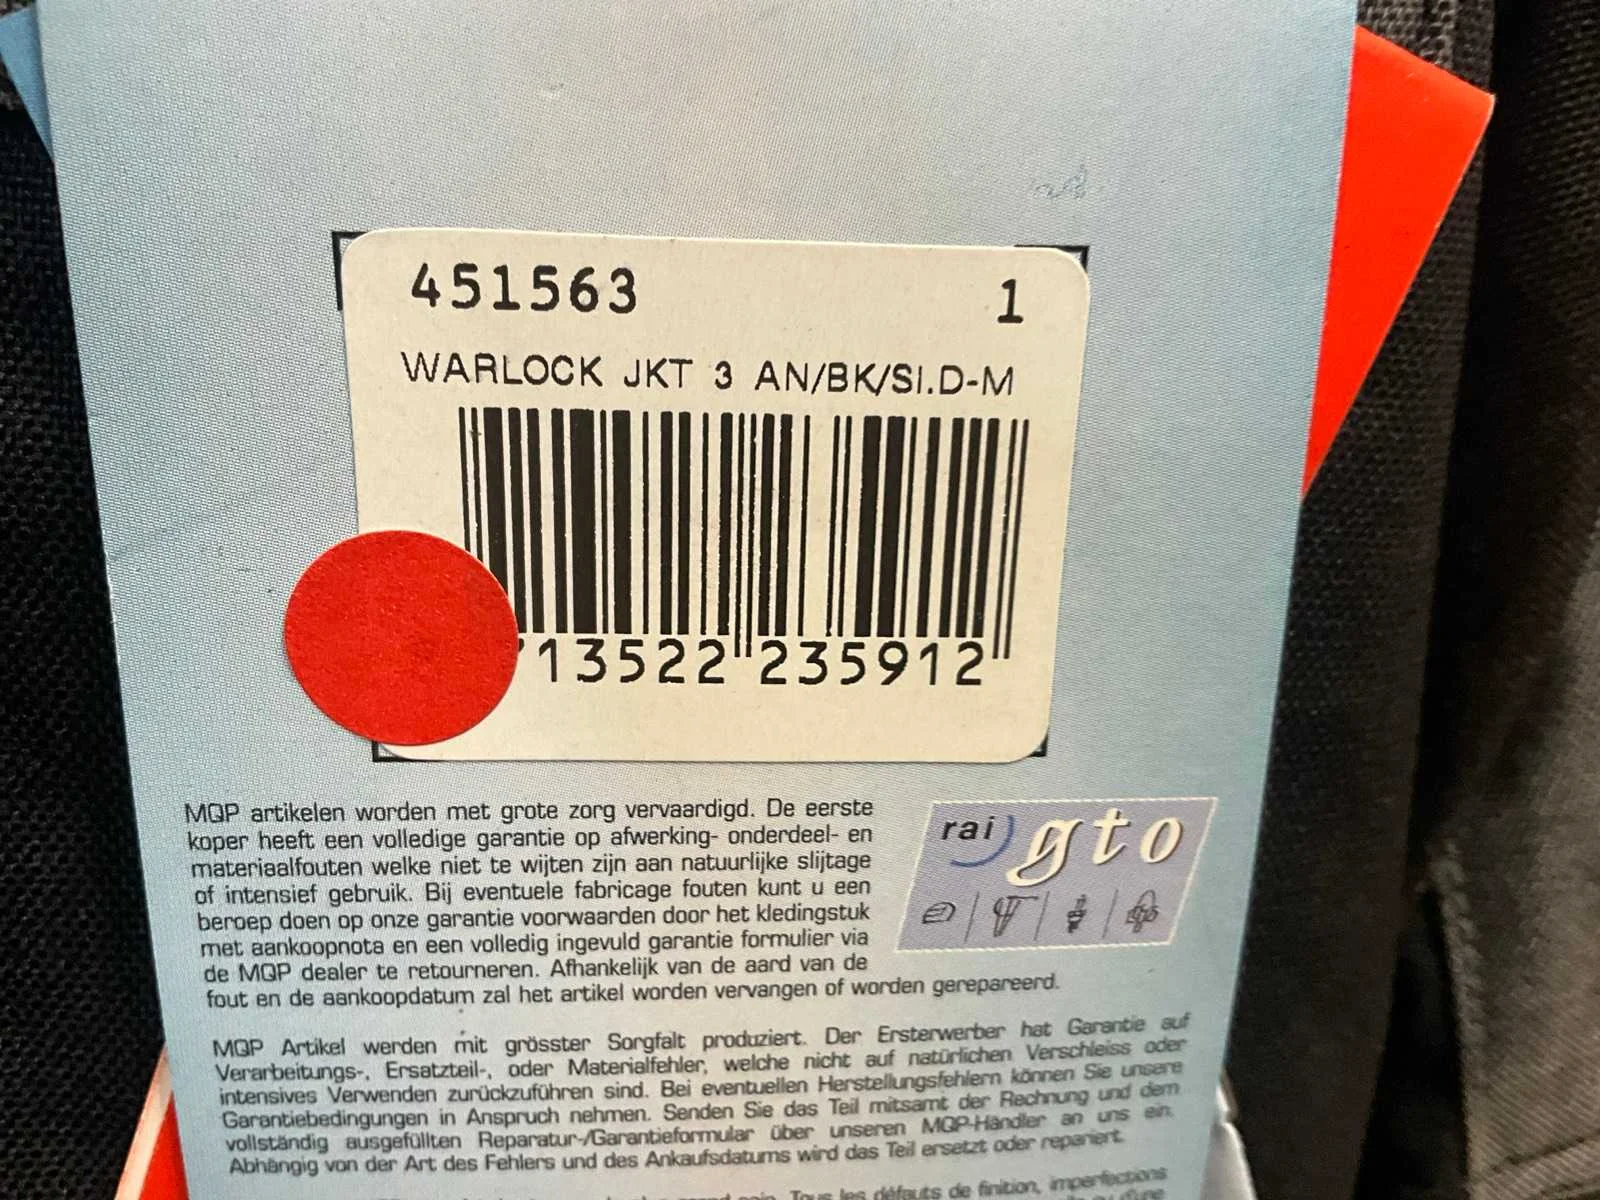 451563 1
WARLOCK JKT 3 AN/BK/SI.D-M
713522 235912
MQP artikelen worden met grote zorg vervaardigd. De eerste
koper heeft een volledige garantie op afwerking- onderdeel- en
materiaalfouten welke niet te wijten zijn aan natuurlijke slijtage
of intensief gebruik. Bij eventuele fabricage fouten kunt u een
beroep doen op onze garantie voorwaarden door het kledingstuk
met aankoopnota en een volledig ingevuld garantie formulier via
de MQP dealer te retourneren. Afhankelijk van de aard van de
fout en de aankoopdatum zal het artikel worden vervangen of worden gerepareerd.
rai gto
MQP Artikel werden mit grösster Sorgfalt produziert. Der Ersterwerber hat Garantie auf
Verarbeitungs-, Ersatzteil-, oder Materialfehler, welche nicht auf natürlichen Verschleiss oder
intensives Verwenden zurückzuführen sind. Bei eventuellen Herstellungsfehlern können Sie unsere
Garantiebedingungen in Anspruch nehmen. Senden Sie das Teil mitsamt der Rechnung und dem
vollständig ausgefüllten Reparatur-/Garantieformular über unseren MQP-Händler an uns ein.
Abhängig von der Art des Fehlers und des Ankaufsdatums wird das Teil ersetzt oder repariert.
soin. Tous les défauts de finition, imperfections